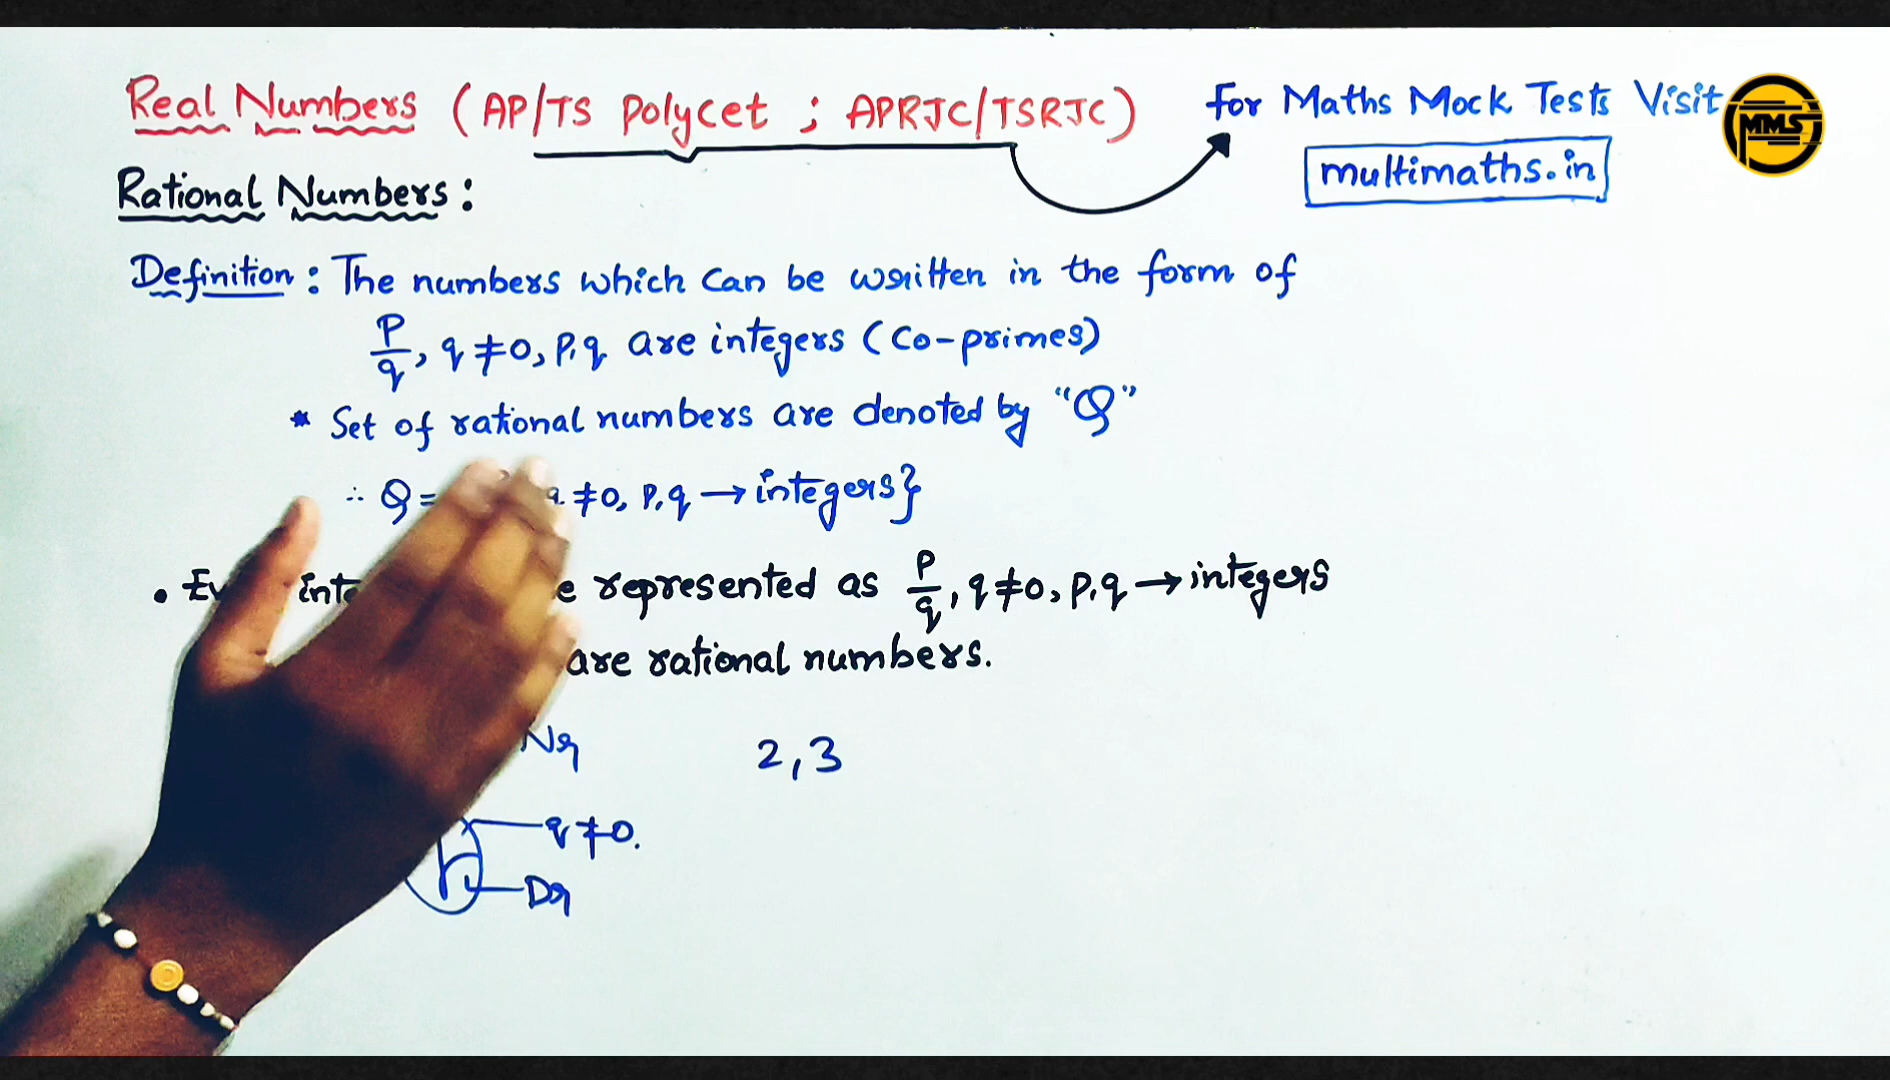 Real Numbers (AP/TS Polycet ; APRJC/TSRJC)
For Maths Mock Tests Visit
multimaths.in
MMS
Rational Numbers :
Definition : The numbers which can be written in the form of
p/q, q ≠ 0, p, q are integers (Co-primes)
* Set of rational numbers are denoted by "Q"
∴ Q = q ≠ 0, p, q → integers}
• represented as p/q, q ≠ 0, p, q → integers
are rational numbers.
Nr
2, 3
q ≠ 0.
Dr